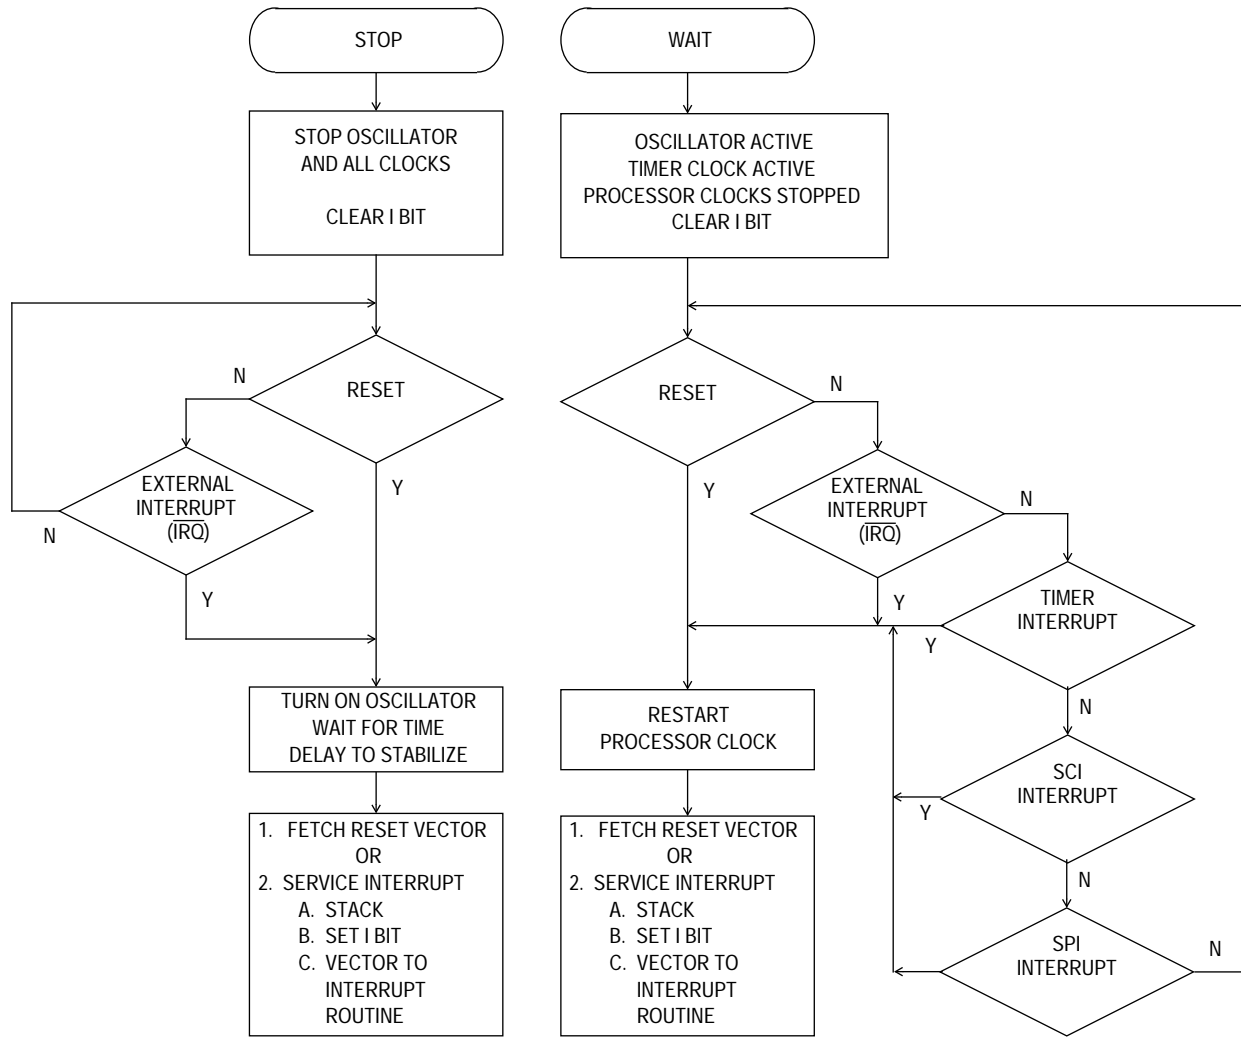 STOP
STOP OSCILLATOR
AND ALL CLOCKS
CLEAR I BIT
RESET
N
Y
EXTERNAL
INTERRUPT
(IRQ)
N
Y
TURN ON OSCILLATOR
WAIT FOR TIME
DELAY TO STABILIZE
1. FETCH RESET VECTOR
OR
2. SERVICE INTERRUPT
A. STACK
B. SET I BIT
C. VECTOR TO
INTERRUPT
ROUTINE
WAIT
OSCILLATOR ACTIVE
TIMER CLOCK ACTIVE
PROCESSOR CLOCKS STOPPED
CLEAR I BIT
RESET
N
Y
EXTERNAL
INTERRUPT
(IRQ)
N
Y
TIMER
INTERRUPT
Y
N
SCI
INTERRUPT
Y
N
SPI
INTERRUPT
N
RESTART
PROCESSOR CLOCK
1. FETCH RESET VECTOR
OR
2. SERVICE INTERRUPT
A. STACK
B. SET I BIT
C. VECTOR TO
INTERRUPT
ROUTINE